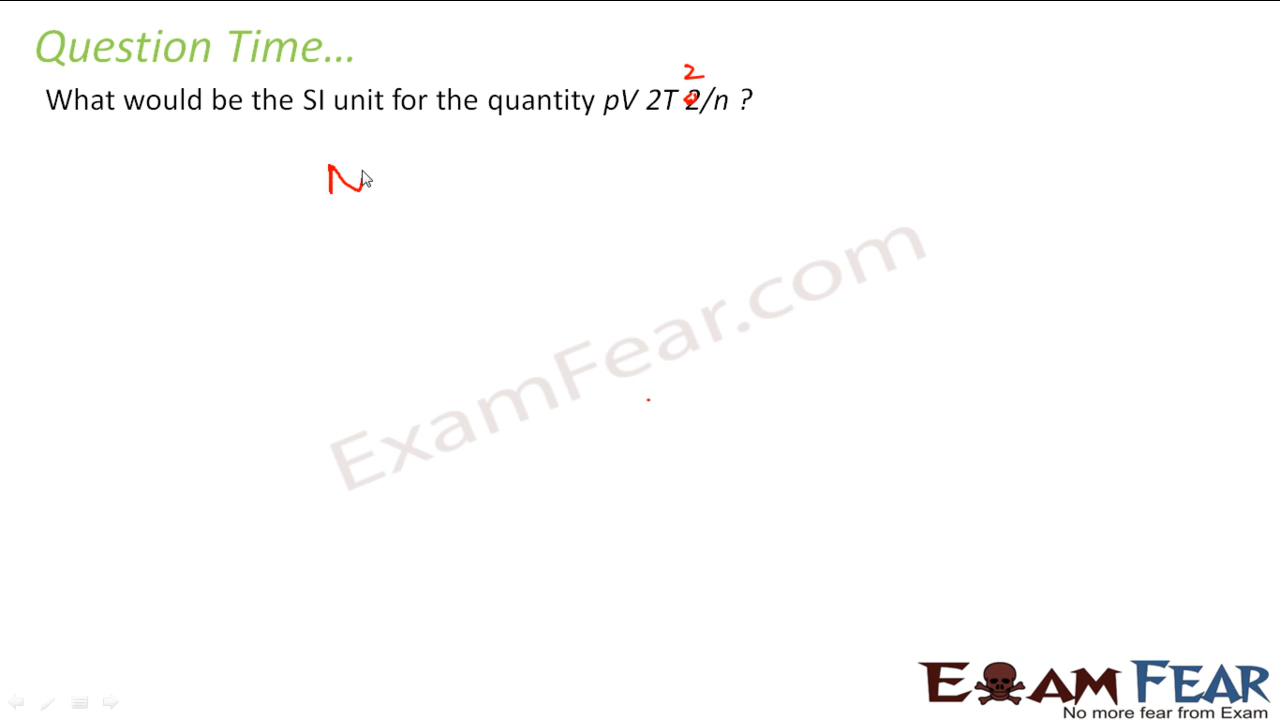 Question Time...
2
What would be the SI unit for the quantity pV 2T 2/n ?
N
ExamFear.com
EXAM FEAR
No more fear from Exam